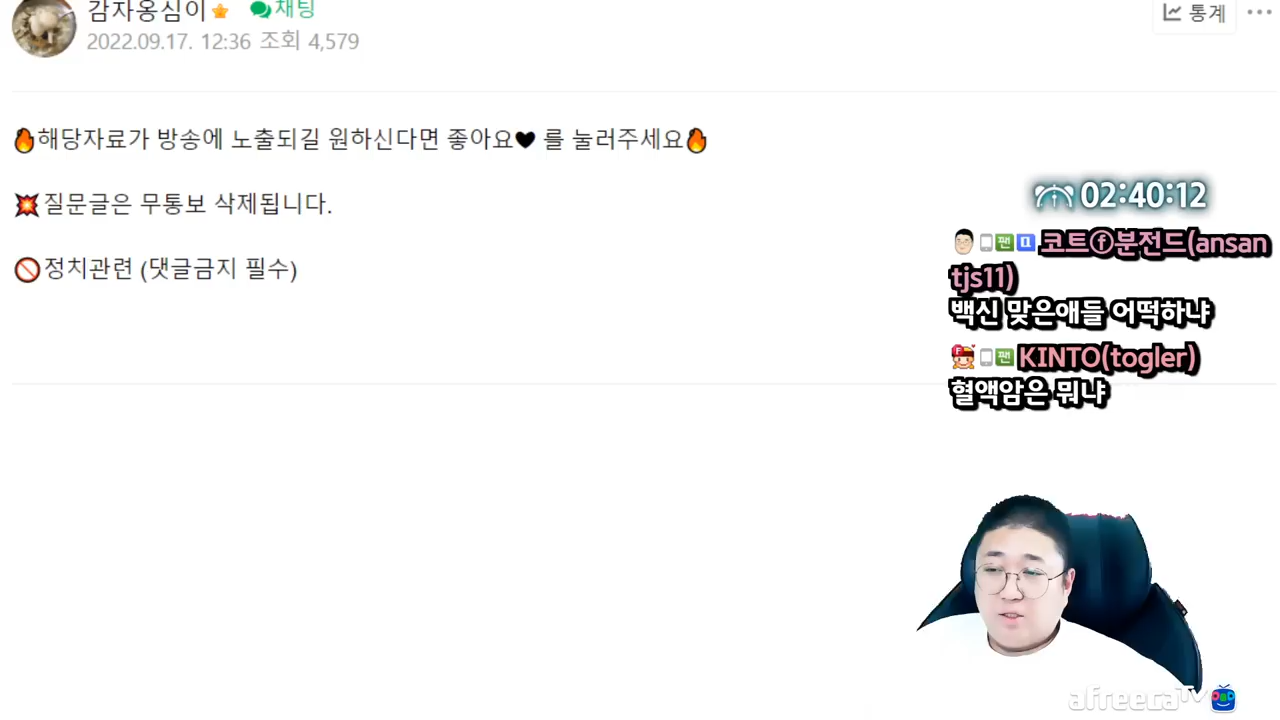 감자옹심이
채팅
통계
2022.09.17. 12:36 조회 4,579
해당자료가 방송에 노출되길 원하신다면 좋아요🖤 를 눌러주세요
질문글은 무통보 삭제됩니다.
정치관련 (댓글금지 필수)
02:40:12
팬 코트ⓕ분전드(ansan
tjs11)
백신 맞은애들 어떡하냐
팬 KINTO(togler)
혈액암은 뭐냐
afreecaTV